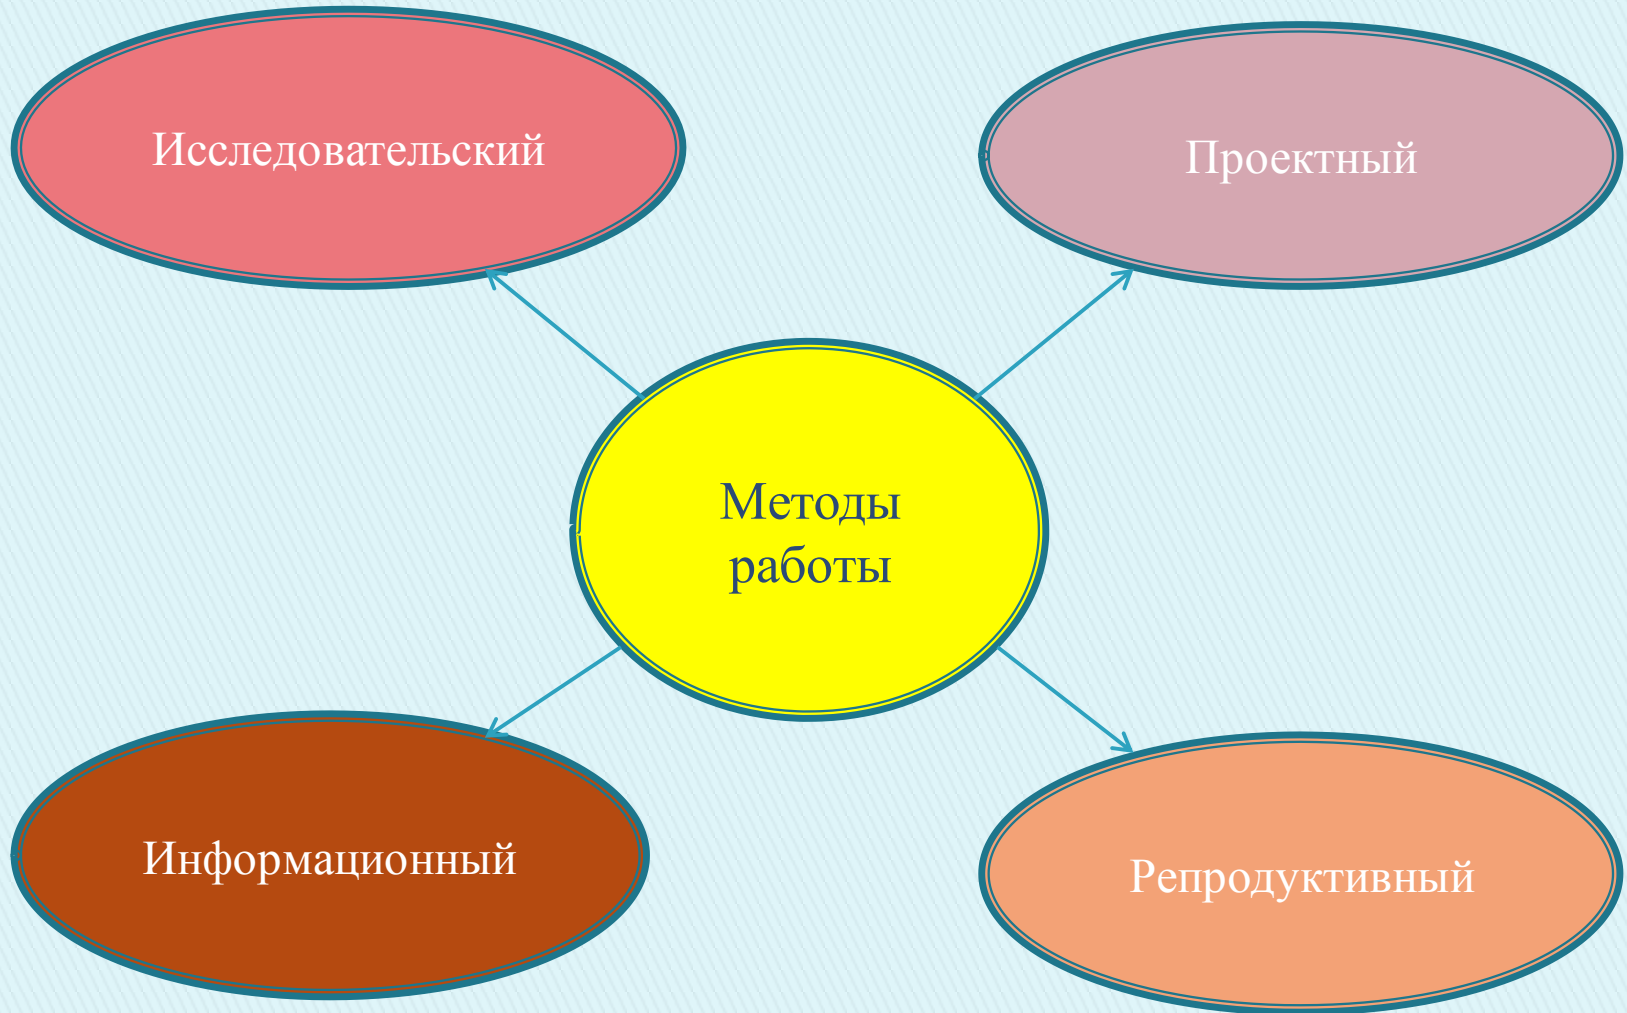 Исследовательский
Проектный
Методы
работы
Информационный
Репродуктивный